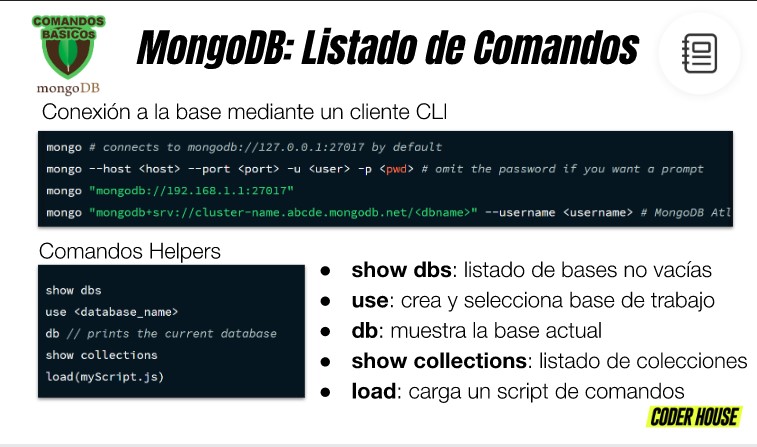 COMANDOS
BASICOS
mongoDB
MongoDB: Listado de Comandos
Conexión a la base mediante un cliente CLI
mongo # connects to mongodb://127.0.0.1:27017 by default
mongo --host <host> --port <port> -u <user> -p <pwd> # omit the password if you want a prompt
mongo "mongodb://192.168.1.1:27017"
mongo "mongodb+srv://cluster-name.abcde.mongodb.net/<dbname>" --username <username> # MongoDB Atl
Comandos Helpers
show dbs
use <database_name>
db // prints the current database
show collections
load(myScript.js)
● show dbs: listado de bases no vacías
● use: crea y selecciona base de trabajo
● db: muestra la base actual
● show collections: listado de colecciones
● load: carga un script de comandos
CODER HOUSE